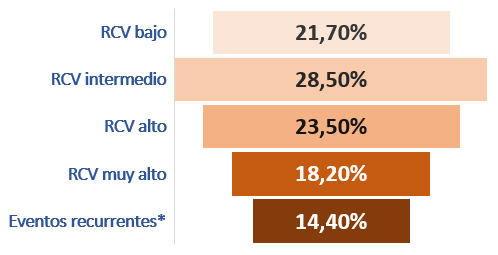 RCV bajo 21,70%
RCV intermedio 28,50%
RCV alto 23,50%
RCV muy alto 18,20%
Eventos recurrentes* 14,40%